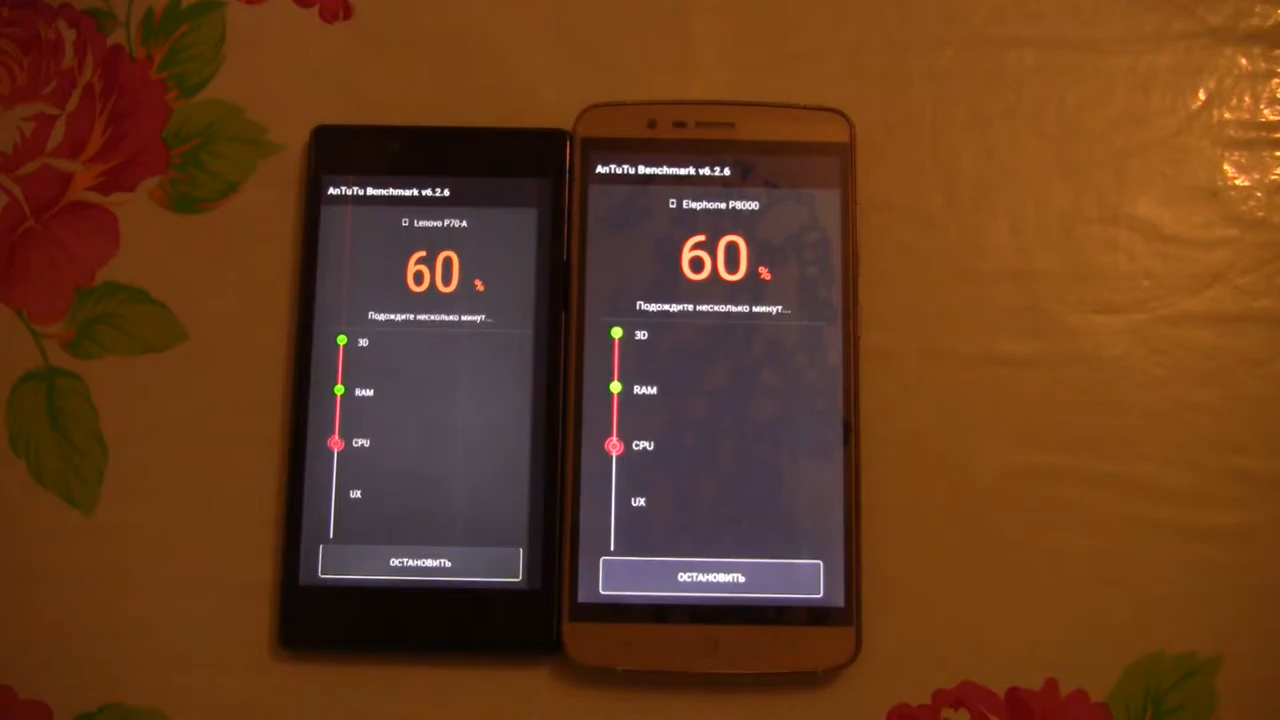 AnTuTu Benchmark v6.2.6
Lenovo P70-A
60 %
Подождите несколько минут...
3D
RAM
CPU
UX
ОСТАНОВИТЬ
AnTuTu Benchmark v6.2.6
Elephone P8000
60 %
Подождите несколько минут...
3D
RAM
CPU
UX
ОСТАНОВИТЬ